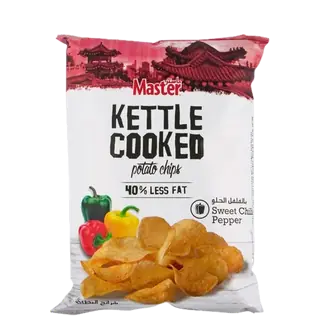 Master
KETTLE
COOKED
potato chips
40% LESS FAT
بالفلفل الحلو
Sweet Chili
Pepper